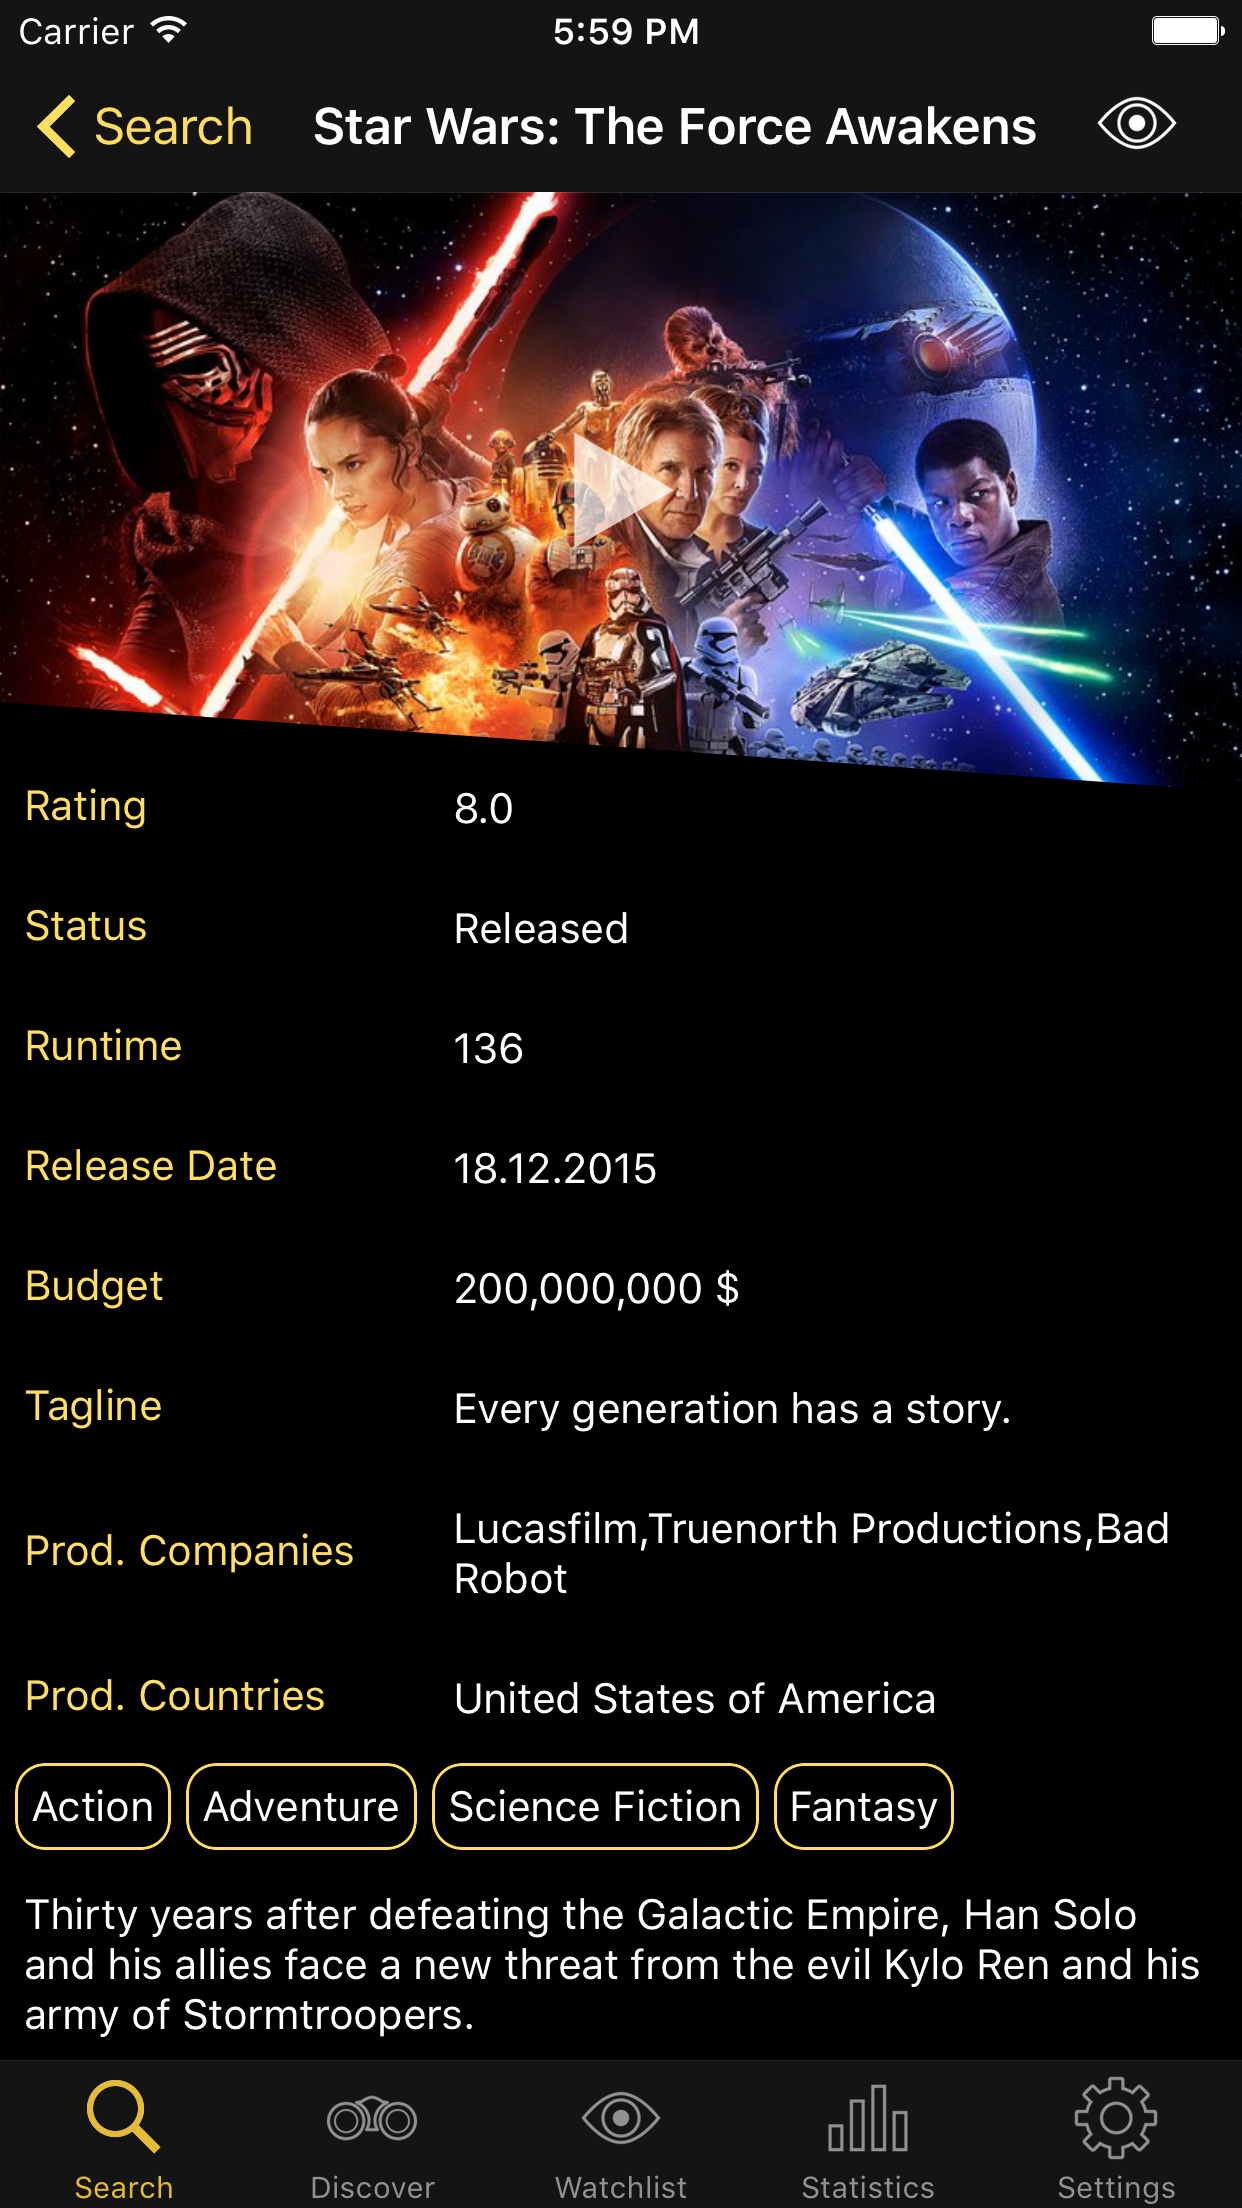 Carrier 5:59 PM
Search Star Wars: The Force Awakens
Rating 8.0
Status Released
Runtime 136
Release Date 18.12.2015
Budget 200,000,000 $
Tagline Every generation has a story.
Prod. Companies Lucasfilm,Truenorth Productions,Bad
Robot
Prod. Countries United States of America
Action Adventure Science Fiction Fantasy
Thirty years after defeating the Galactic Empire, Han Solo
and his allies face a new threat from the evil Kylo Ren and his
army of Stormtroopers.
Search Discover Watchlist Statistics Settings